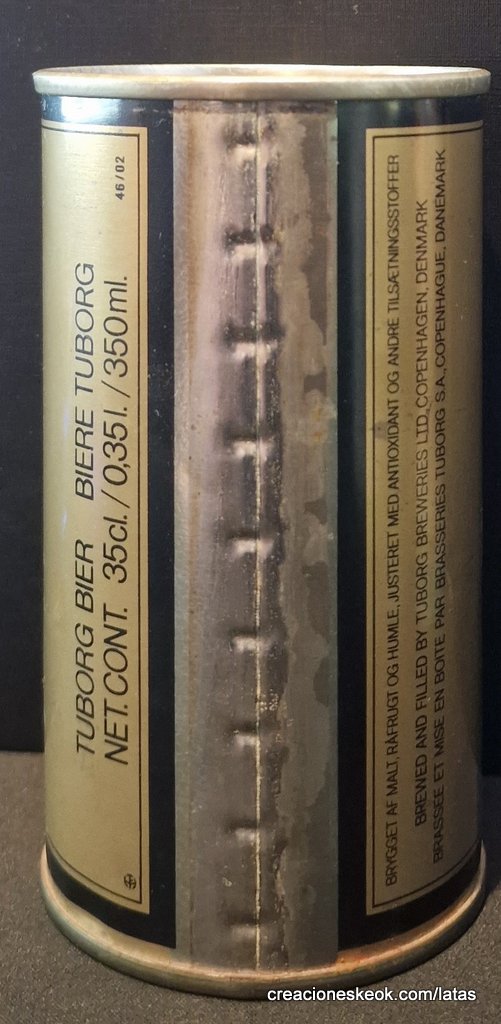 46/02
TUBORG BIER BIERE TUBORG
NET.CONT. 35cl./0,35l./350ml.
BRYGGET AF MALT, RÅFRUGT OG HUMLE, JUSTERET MED ANTIOXIDANT OG ANDRE TILSÆTNINGSSTOFFER
BREWED AND FILLED BY TUBORG BREWERIES LTD., COPENHAGEN, DENMARK
BRASSÉE ET MISE EN BOITE PAR BRASSERIES TUBORG S.A., COPENHAGUE, DANEMARK
creacioneskeok.com/latas